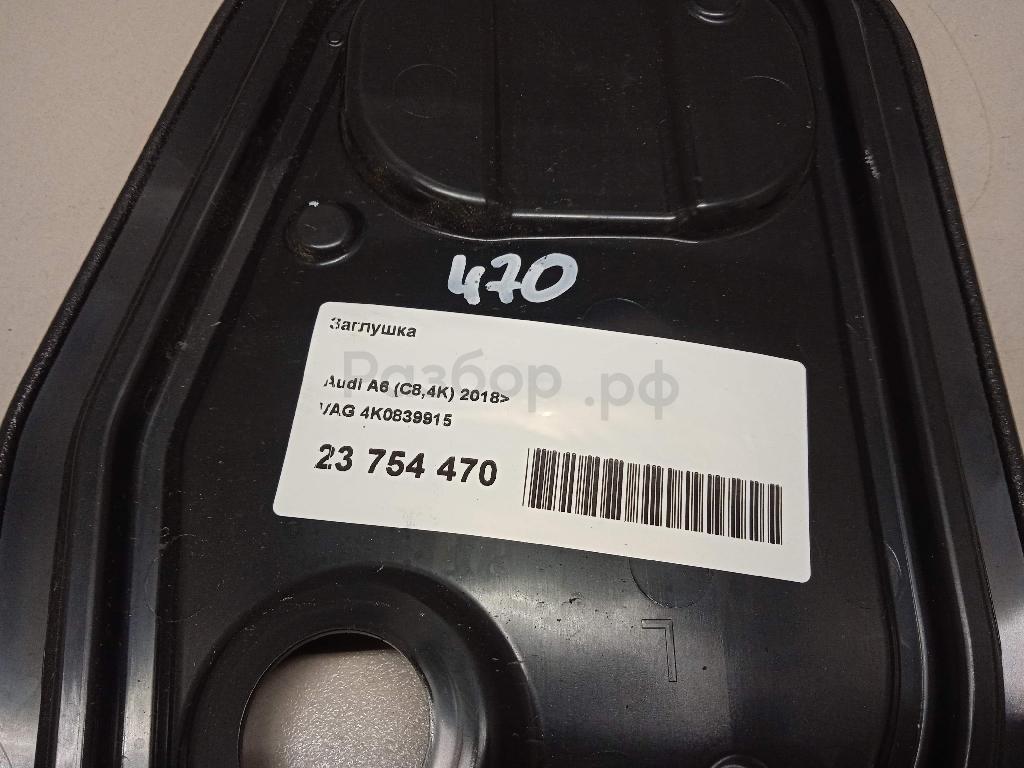 470
Заглушка
Разбор.рф
Audi A6 (C8,4K) 2018>
VAG 4K0839915
23 754 470
L